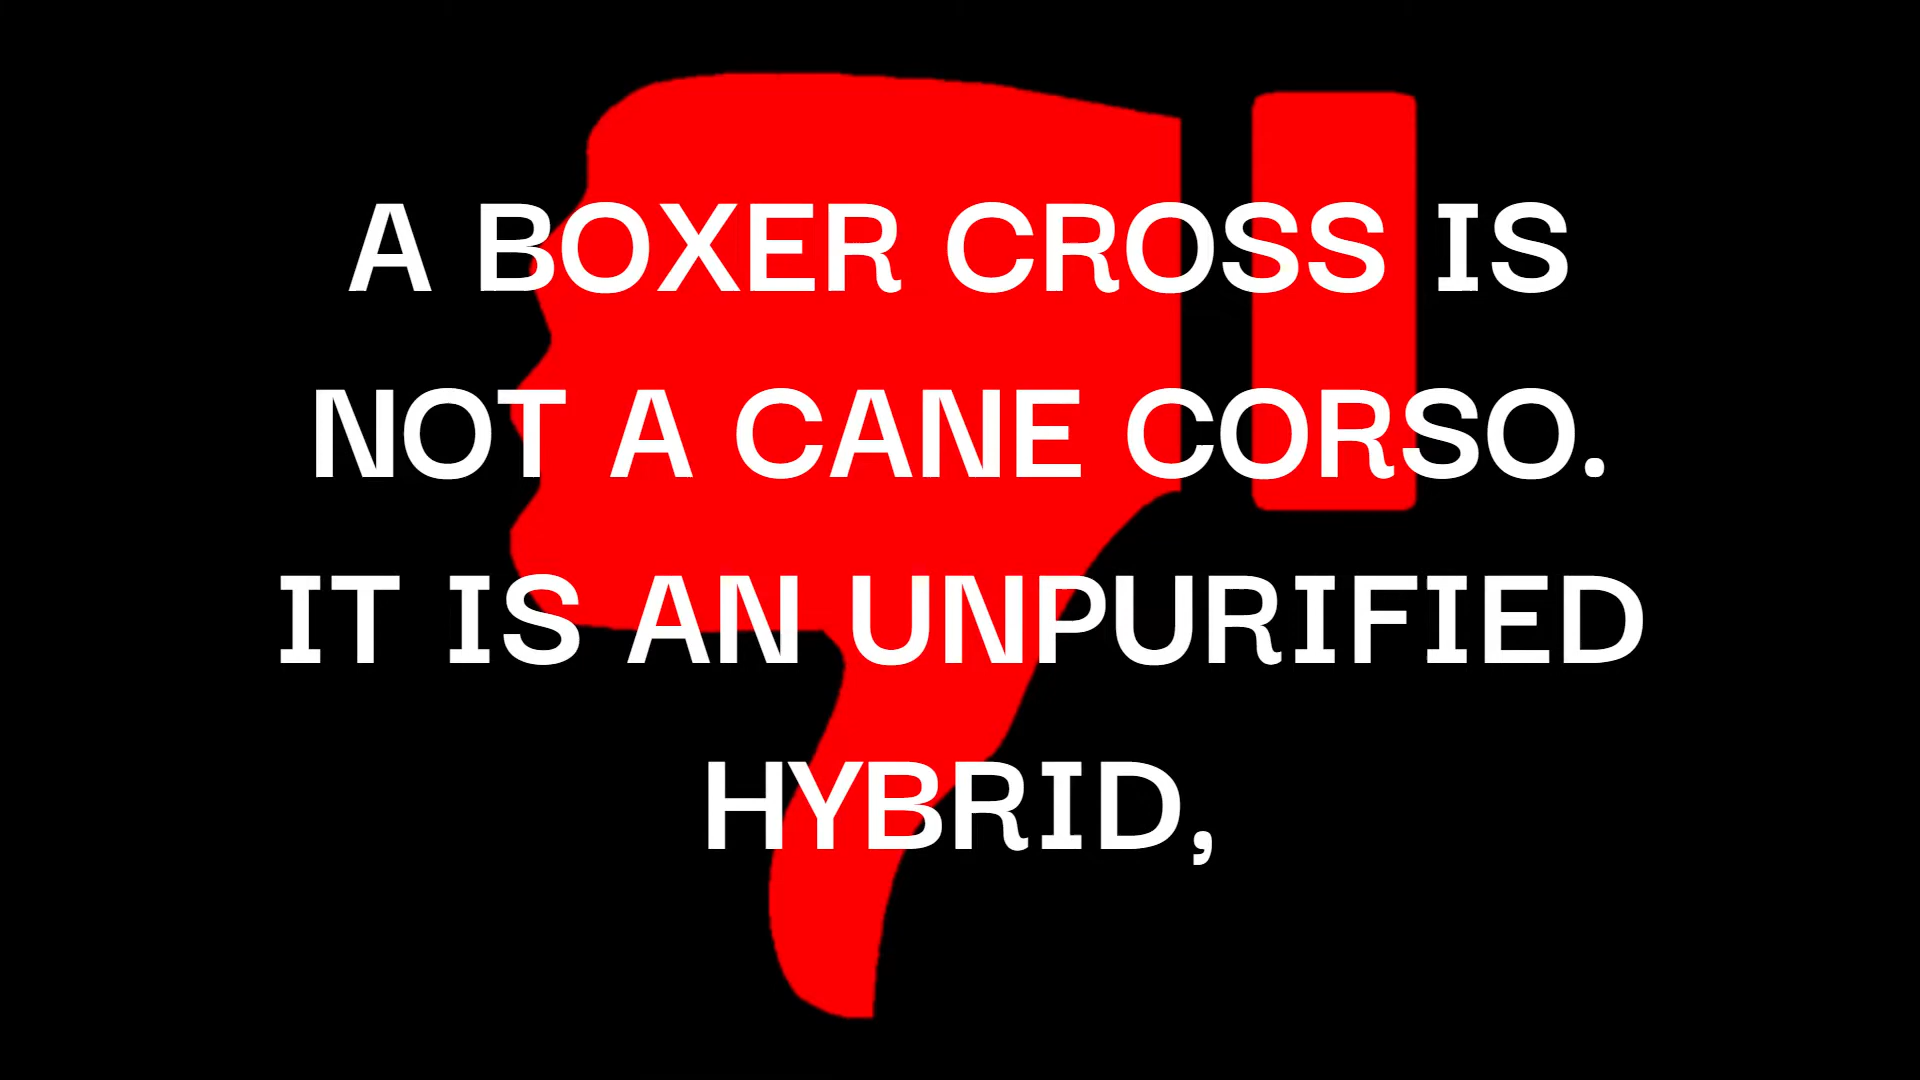 A BOXER CROSS IS
NOT A CANE CORSO.
IT IS AN UNPURIFIED
HYBRID,